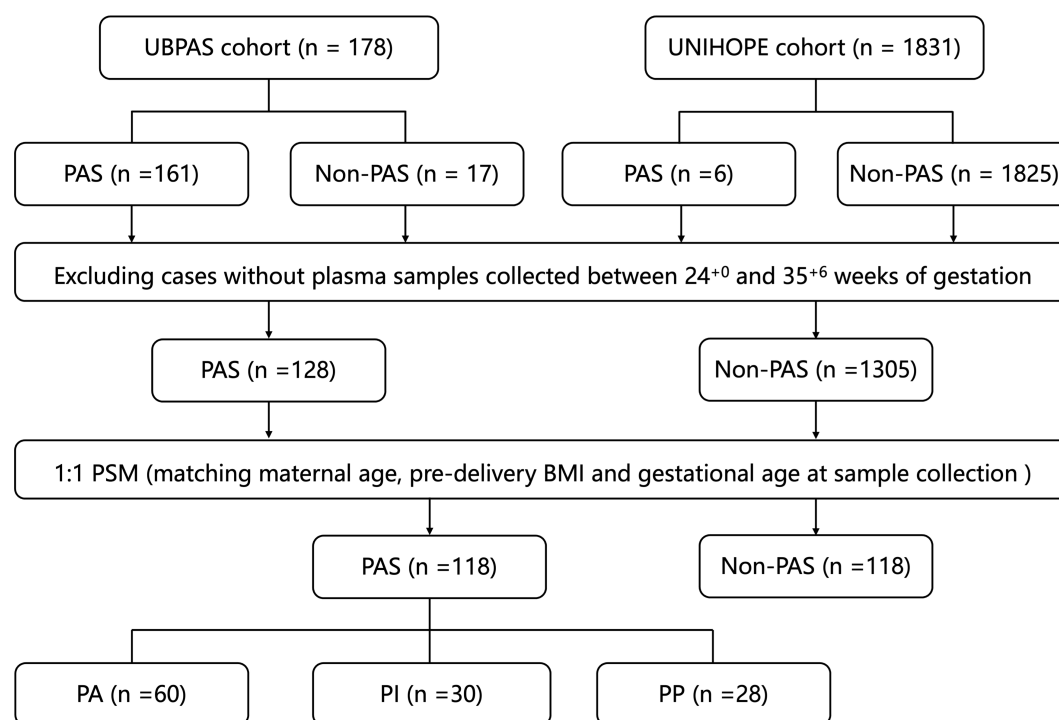 UBPAS cohort (n = 178)
UNIHOPE cohort (n = 1831)
PAS (n =161)
Non-PAS (n = 17)
PAS (n =6)
Non-PAS (n = 1825)
Excluding cases without plasma samples collected between 24⁺⁰ and 35⁺⁶ weeks of gestation
PAS (n =128)
Non-PAS (n =1305)
1:1 PSM (matching maternal age, pre-delivery BMI and gestational age at sample collection )
PAS (n =118)
Non-PAS (n =118)
PA (n =60)
PI (n =30)
PP (n =28)